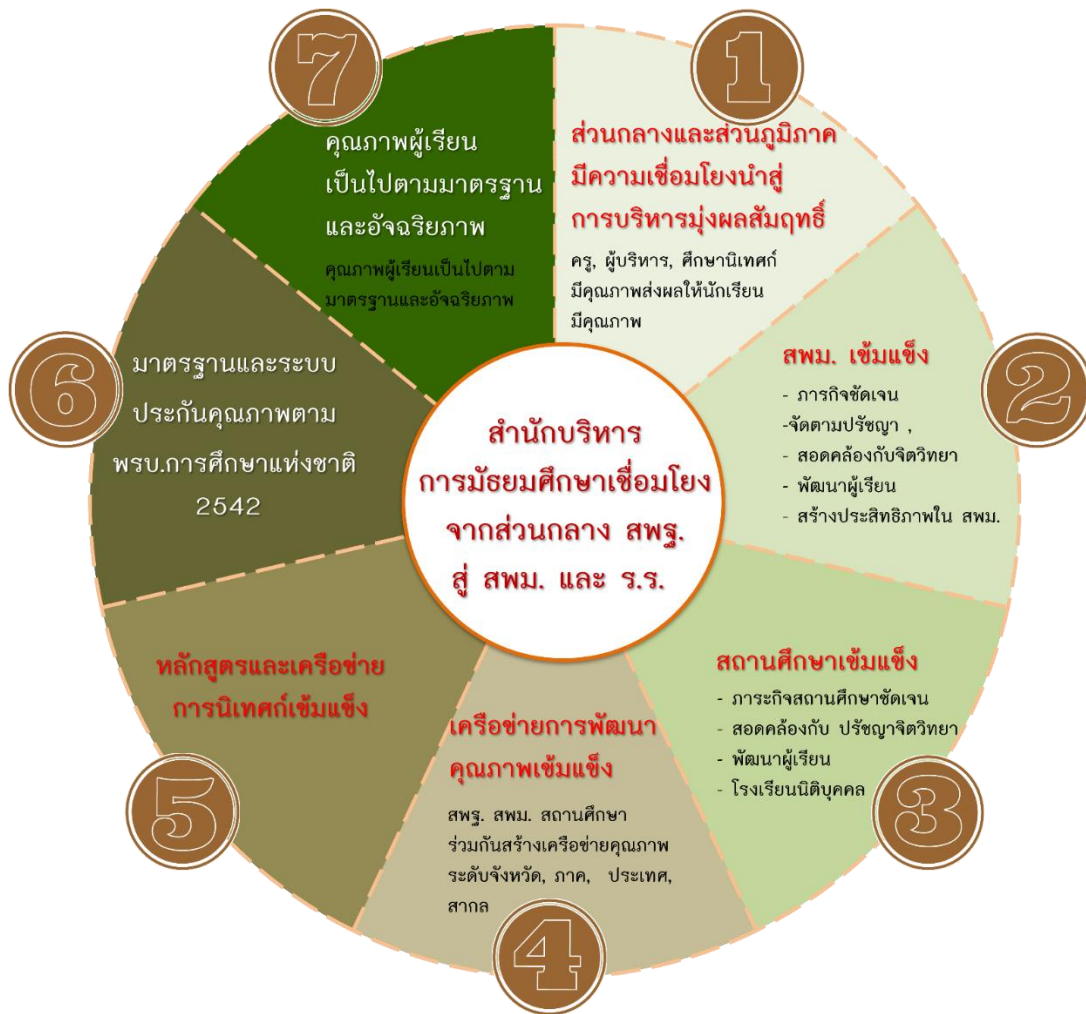 สำนักบริหาร
การมัธยมศึกษาเชื่อมโยง
จากส่วนกลาง สพฐ.
สู่ สพม. และ ร.ร.
1
ส่วนกลางและส่วนภูมิภาค
มีความเชื่อมโยงนำสู่
การบริหารมุ่งผลสัมฤทธิ์
ครู, ผู้บริหาร, ศึกษานิเทศก์
มีคุณภาพส่งผลให้นักเรียน
มีคุณภาพ
2
สพม. เข้มแข็ง
- ภารกิจชัดเจน
-จัดตามปรัชญา ,
- สอดคล้องกับจิตวิทยา
- พัฒนาผู้เรียน
- สร้างประสิทธิภาพใน สพม.
3
สถานศึกษาเข้มแข็ง
- ภาระกิจสถานศึกษาชัดเจน
- สอดคล้องกับ ปรัชญาจิตวิทยา
- พัฒนาผู้เรียน
- โรงเรียนนิติบุคคล
4
เครือข่ายการพัฒนา
คุณภาพเข้มแข็ง
สพฐ. สพม. สถานศึกษา
ร่วมกันสร้างเครือข่ายคุณภาพ
ระดับจังหวัด, ภาค, ประเทศ,
สากล
5
หลักสูตรและเครือข่าย
การนิเทศก์เข้มแข็ง
6
มาตรฐานและระบบ
ประกันคุณภาพตาม
พรบ.การศึกษาแห่งชาติ
2542
7
คุณภาพผู้เรียน
เป็นไปตามมาตรฐาน
และอัจฉริยภาพ
คุณภาพผู้เรียนเป็นไปตาม
มาตรฐานและอัจฉริยภาพ